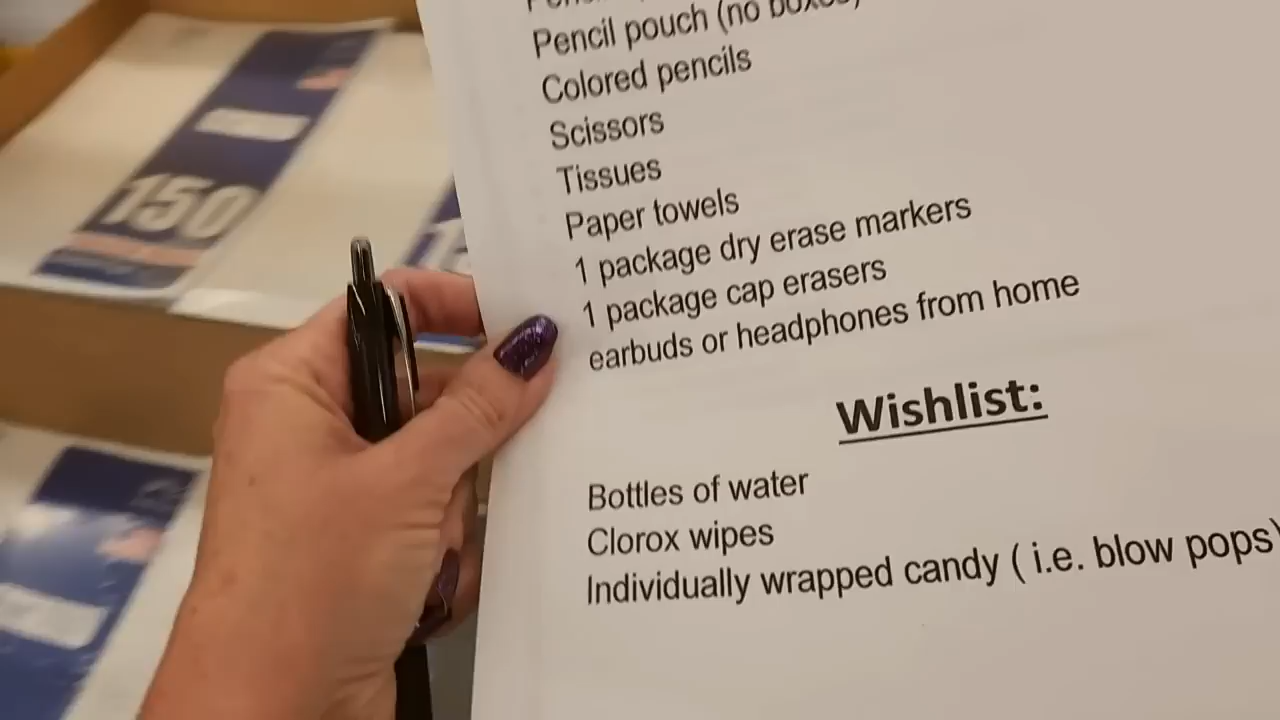 Pencil pouch (no boxes)
Colored pencils
Scissors
Tissues
Paper towels
1 package dry erase markers
1 package cap erasers
earbuds or headphones from home
Wishlist:
Bottles of water
Clorox wipes
Individually wrapped candy ( i.e. blow pops)
150